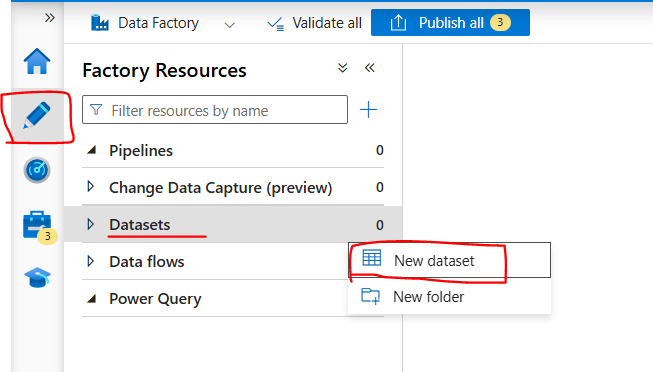 Data Factory Validate all Publish all 3
Factory Resources
Filter resources by name
Pipelines 0
Change Data Capture (preview) 0
Datasets 0
3
New dataset
Data flows
New folder
Power Query